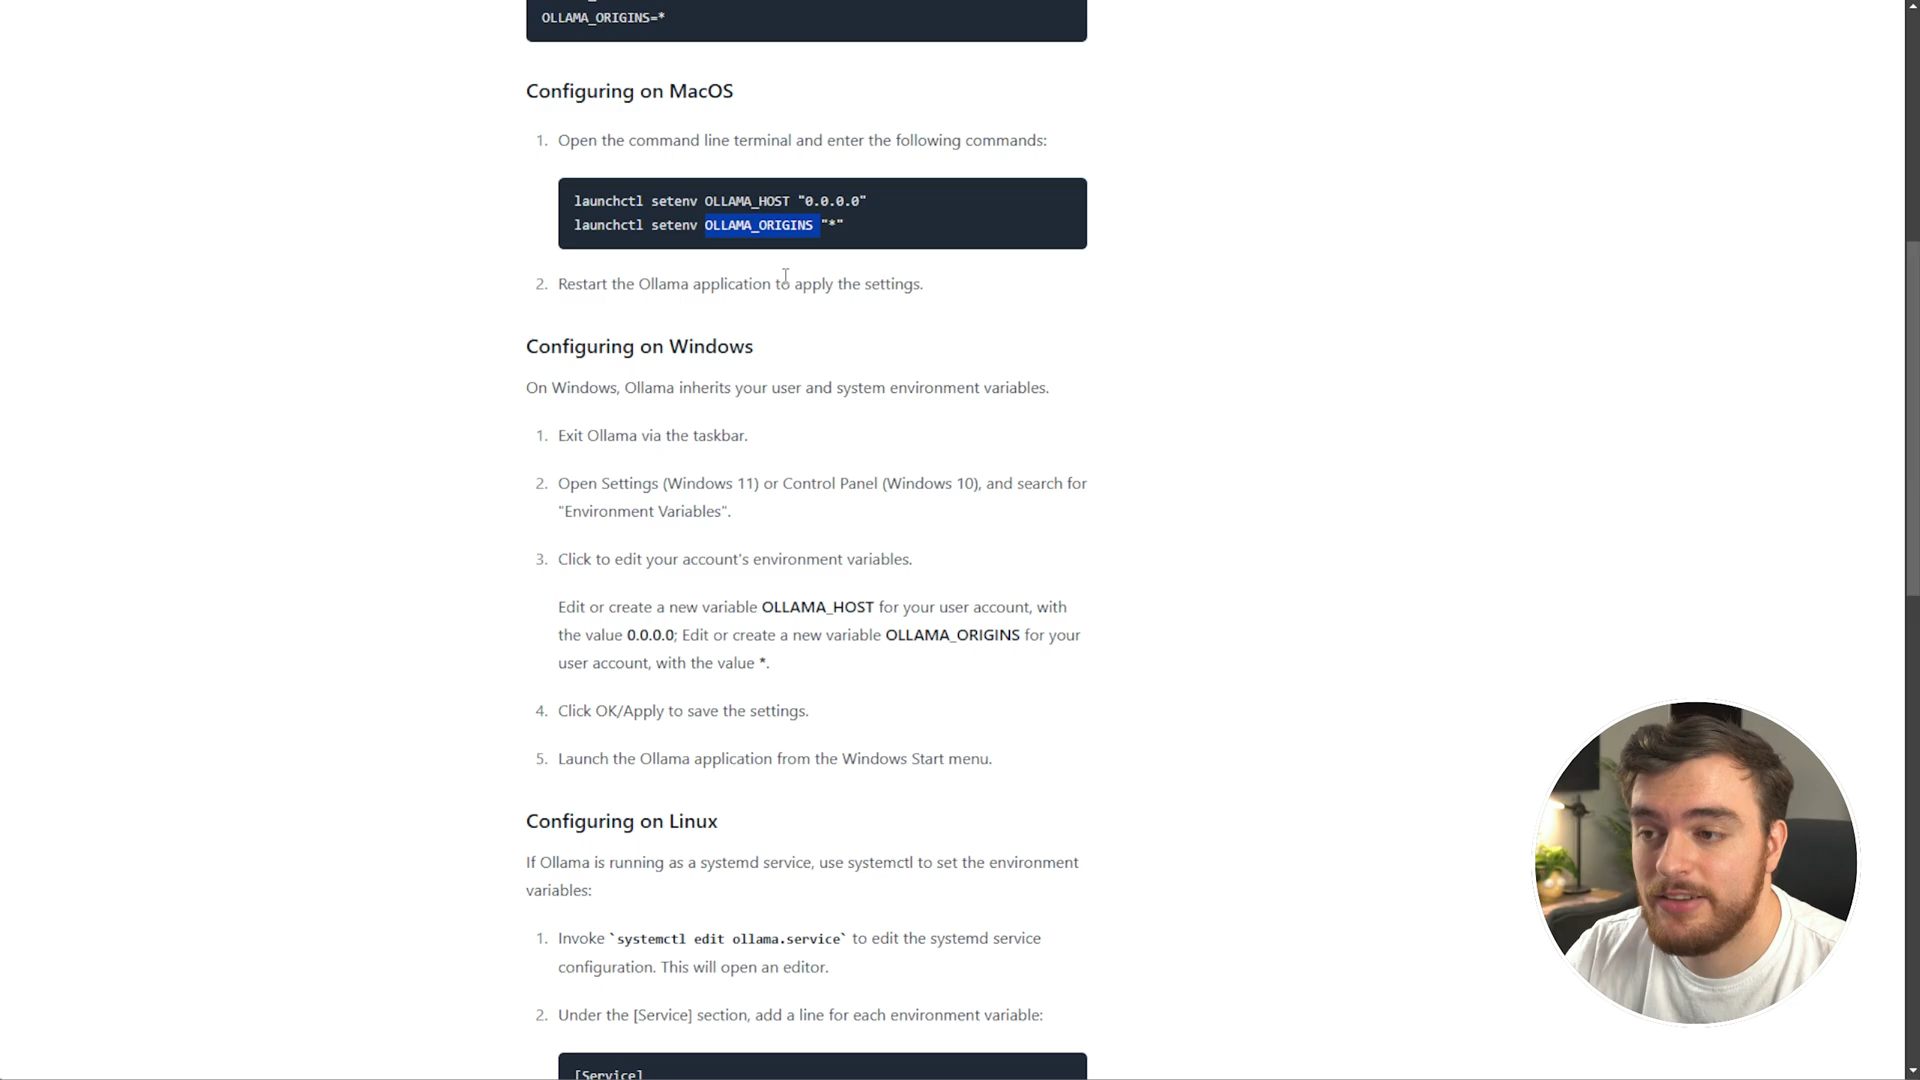 OLLAMA_ORIGINS=*
Configuring on MacOS
1. Open the command line terminal and enter the following commands:
launchctl setenv OLLAMA_HOST "0.0.0.0"
launchctl setenv OLLAMA_ORIGINS "*"
2. Restart the Ollama application to apply the settings.
Configuring on Windows
On Windows, Ollama inherits your user and system environment variables.
1. Exit Ollama via the taskbar.
2. Open Settings (Windows 11) or Control Panel (Windows 10), and search for
"Environment Variables".
3. Click to edit your account's environment variables.
Edit or create a new variable OLLAMA_HOST for your user account, with
the value 0.0.0.0; Edit or create a new variable OLLAMA_ORIGINS for your
user account, with the value *.
4. Click OK/Apply to save the settings.
5. Launch the Ollama application from the Windows Start menu.
Configuring on Linux
If Ollama is running as a systemd service, use systemctl to set the environment
variables:
1. Invoke `systemctl edit ollama.service` to edit the systemd service
configuration. This will open an editor.
2. Under the [Service] section, add a line for each environment variable:
[Service]